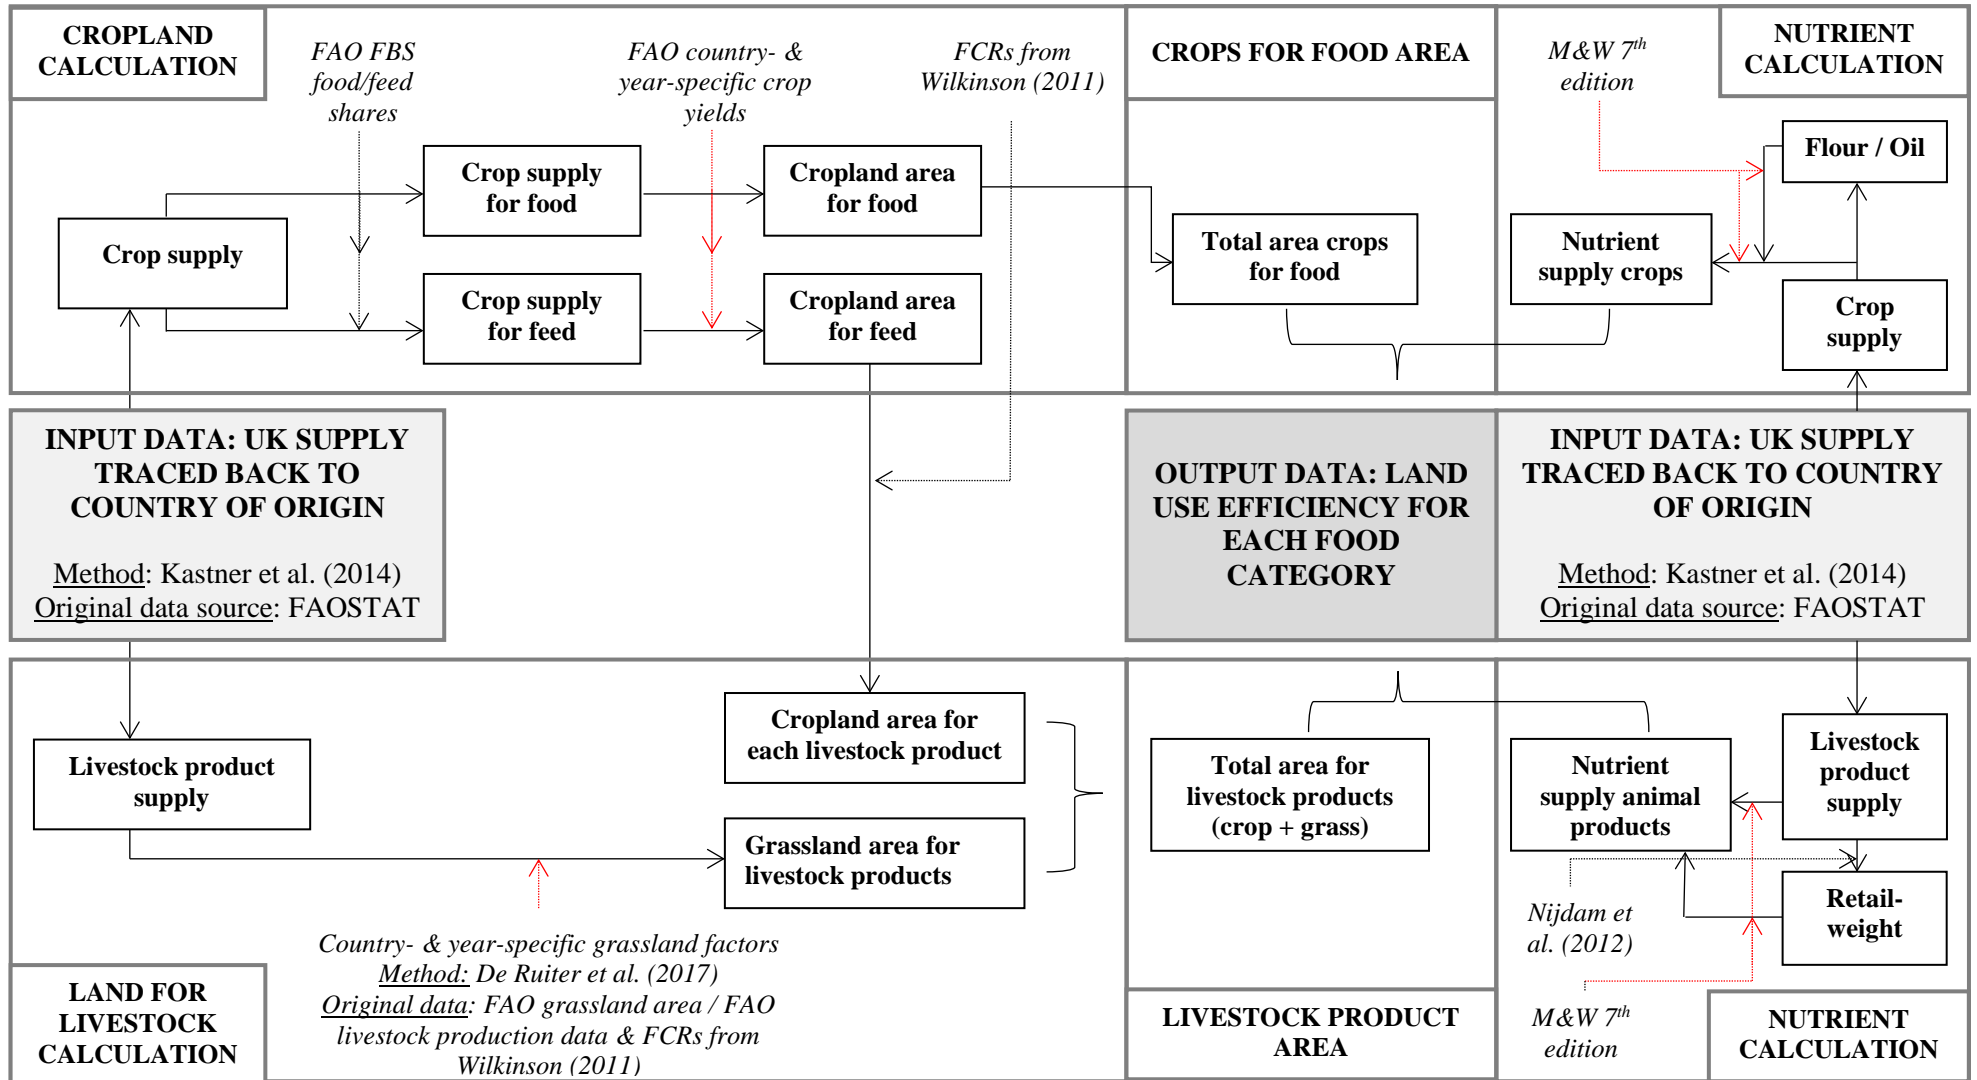 CROPLAND
CALCULATION
FAO FBS
food/feed
shares
FAO country- &
year-specific crop
yields
FCRs from
Wilkinson (2011)
Crop supply
Crop supply
for food
Cropland area
for food
Crop supply
for feed
Cropland area
for feed
CROPS FOR FOOD AREA
Total area crops
for food
NUTRIENT
CALCULATION
M&W 7th
edition
Flour / Oil
Nutrient
supply crops
Crop
supply
INPUT DATA: UK SUPPLY
TRACED BACK TO
COUNTRY OF ORIGIN
Method: Kastner et al. (2014)
Original data source: FAOSTAT
OUTPUT DATA: LAND
USE EFFICIENCY FOR
EACH FOOD
CATEGORY
INPUT DATA: UK SUPPLY
TRACED BACK TO COUNTRY
OF ORIGIN
Method: Kastner et al. (2014)
Original data source: FAOSTAT
Livestock product
supply
Cropland area for
each livestock product
Grassland area for
livestock products
Country- & year-specific grassland factors
Method: De Ruiter et al. (2017)
Original data: FAO grassland area / FAO
livestock production data & FCRs from
Wilkinson (2011)
LAND FOR
LIVESTOCK
CALCULATION
Total area for
livestock products
(crop + grass)
LIVESTOCK PRODUCT
AREA
Nutrient
supply animal
products
Livestock
product
supply
Retail-
weight
Nijdam et
al. (2012)
M&W 7th
edition
NUTRIENT
CALCULATION